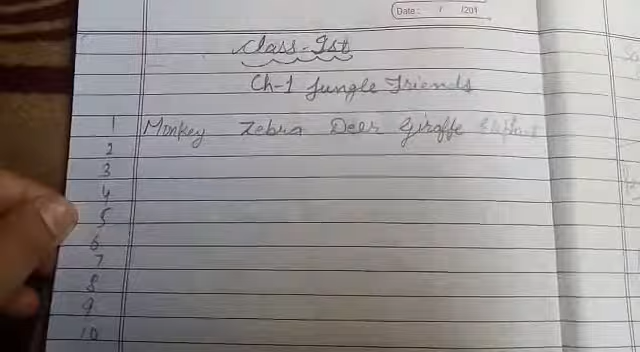 Date: / /201
Class-Ist
Ch-1 Jungle Friends
1 Monkey Zebra Deer Giraffe
2
3
4
5
6
7
8
9
10